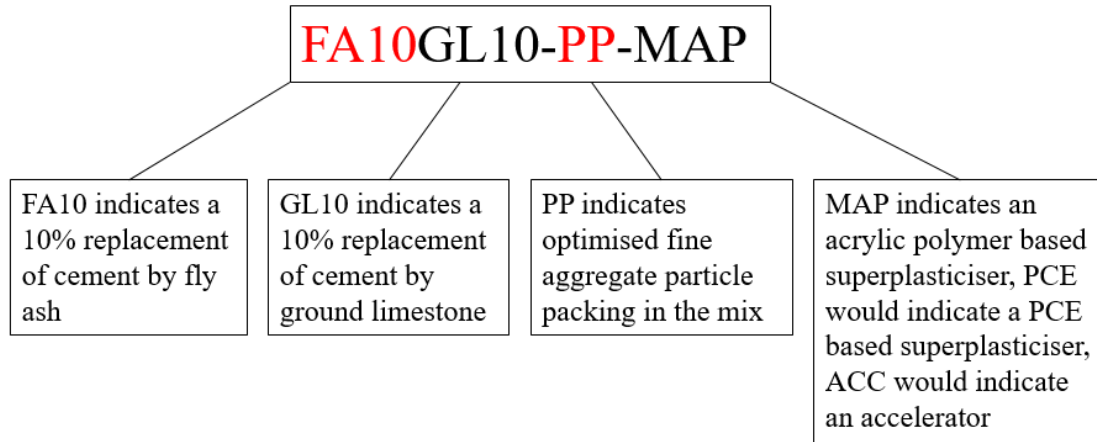 FA10GL10-PP-MAP
FA10 indicates a
10% replacement
of cement by fly
ash
GL10 indicates a
10% replacement
of cement by
ground limestone
PP indicates
optimised fine
aggregate particle
packing in the mix
MAP indicates an
acrylic polymer based
superplasticiser, PCE
would indicate a PCE
based superplasticiser,
ACC would indicate
an accelerator